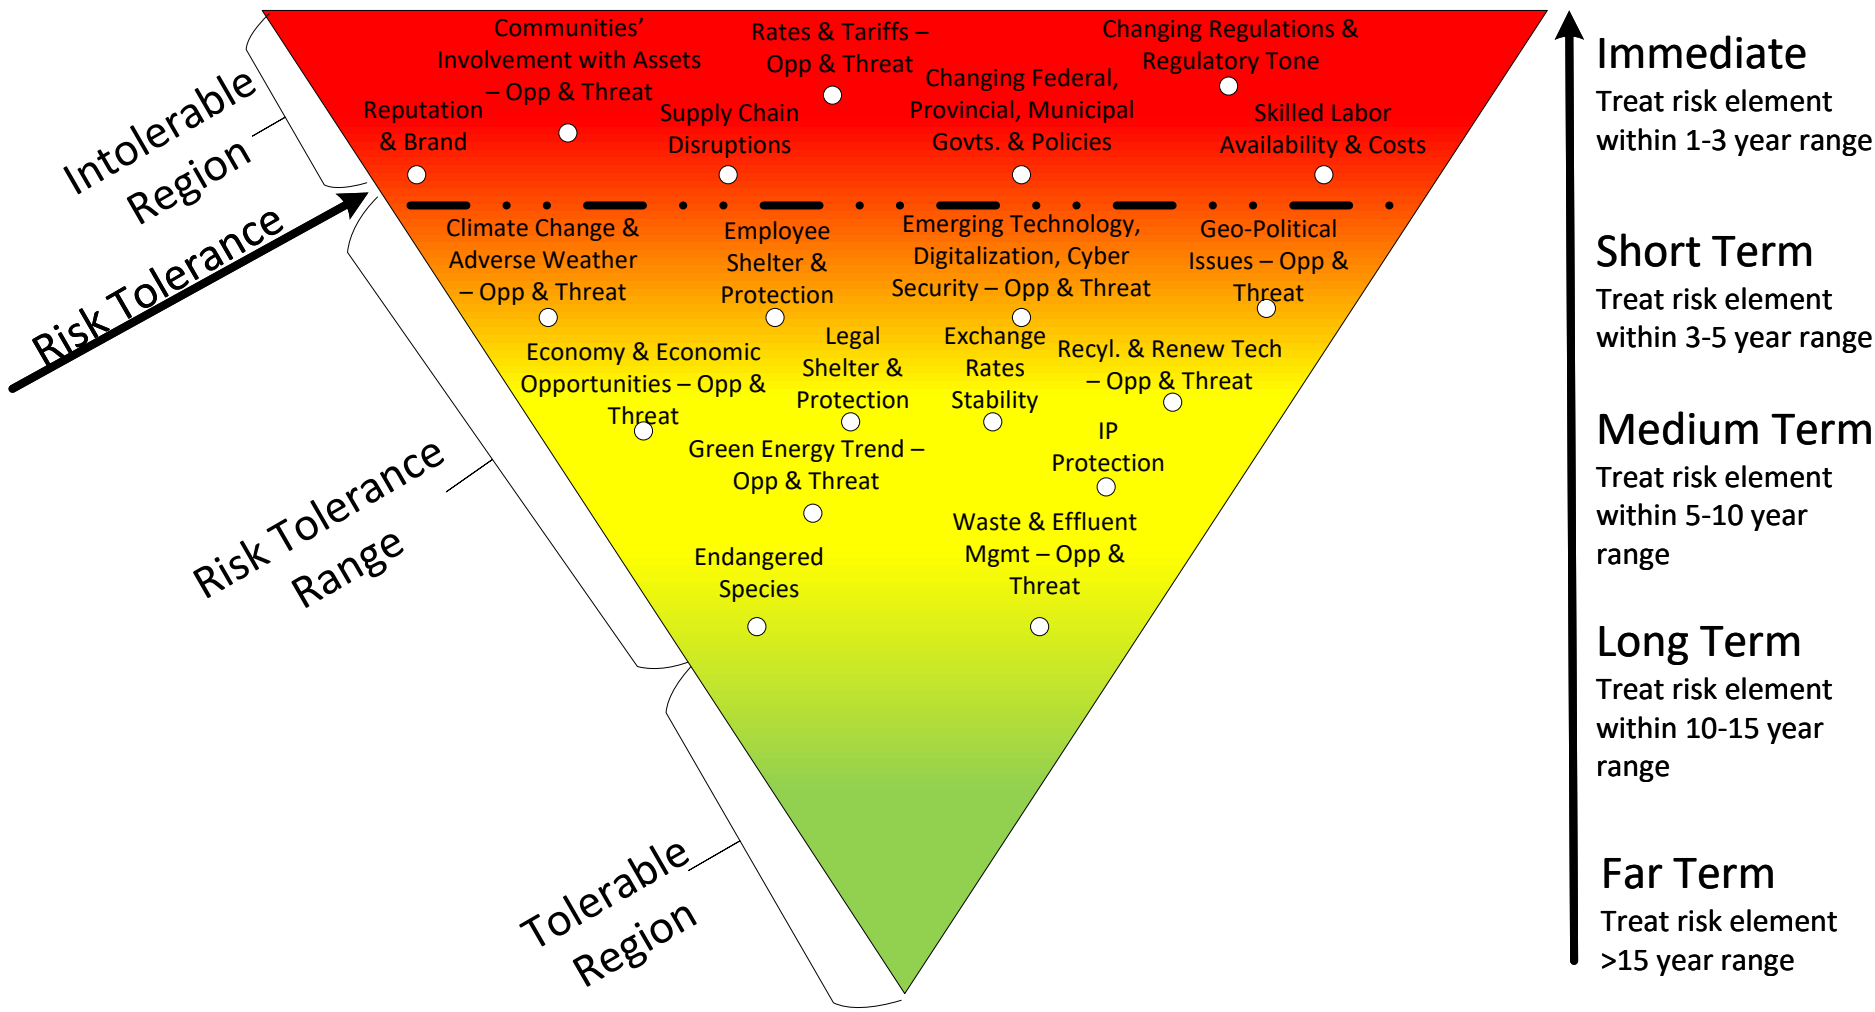 Communities’
Involvement with Assets
– Opp & Threat
Rates & Tariffs –
Opp & Threat
Changing Regulations &
Regulatory Tone
Reputation
& Brand
Supply Chain
Disruptions
Changing Federal,
Provincial, Municipal
Govts. & Policies
Skilled Labor
Availability & Costs
Climate Change &
Adverse Weather
– Opp & Threat
Employee
Shelter &
Protection
Emerging Technology,
Digitalization, Cyber
Security – Opp & Threat
Geo-Political
Issues – Opp &
Threat
Economy & Economic
Opportunities – Opp &
Threat
Legal
Shelter &
Protection
Exchange
Rates
Stability
Recyl. & Renew Tech
– Opp & Threat
Green Energy Trend –
Opp & Threat
IP
Protection
Endangered
Species
Waste & Effluent
Mgmt – Opp &
Threat
Intolerable
Region
Risk Tolerance
Risk Tolerance
Range
Tolerable
Region
Immediate
Treat risk element
within 1-3 year range
Short Term
Treat risk element
within 3-5 year range
Medium Term
Treat risk element
within 5-10 year
range
Long Term
Treat risk element
within 10-15 year
range
Far Term
Treat risk element
>15 year range